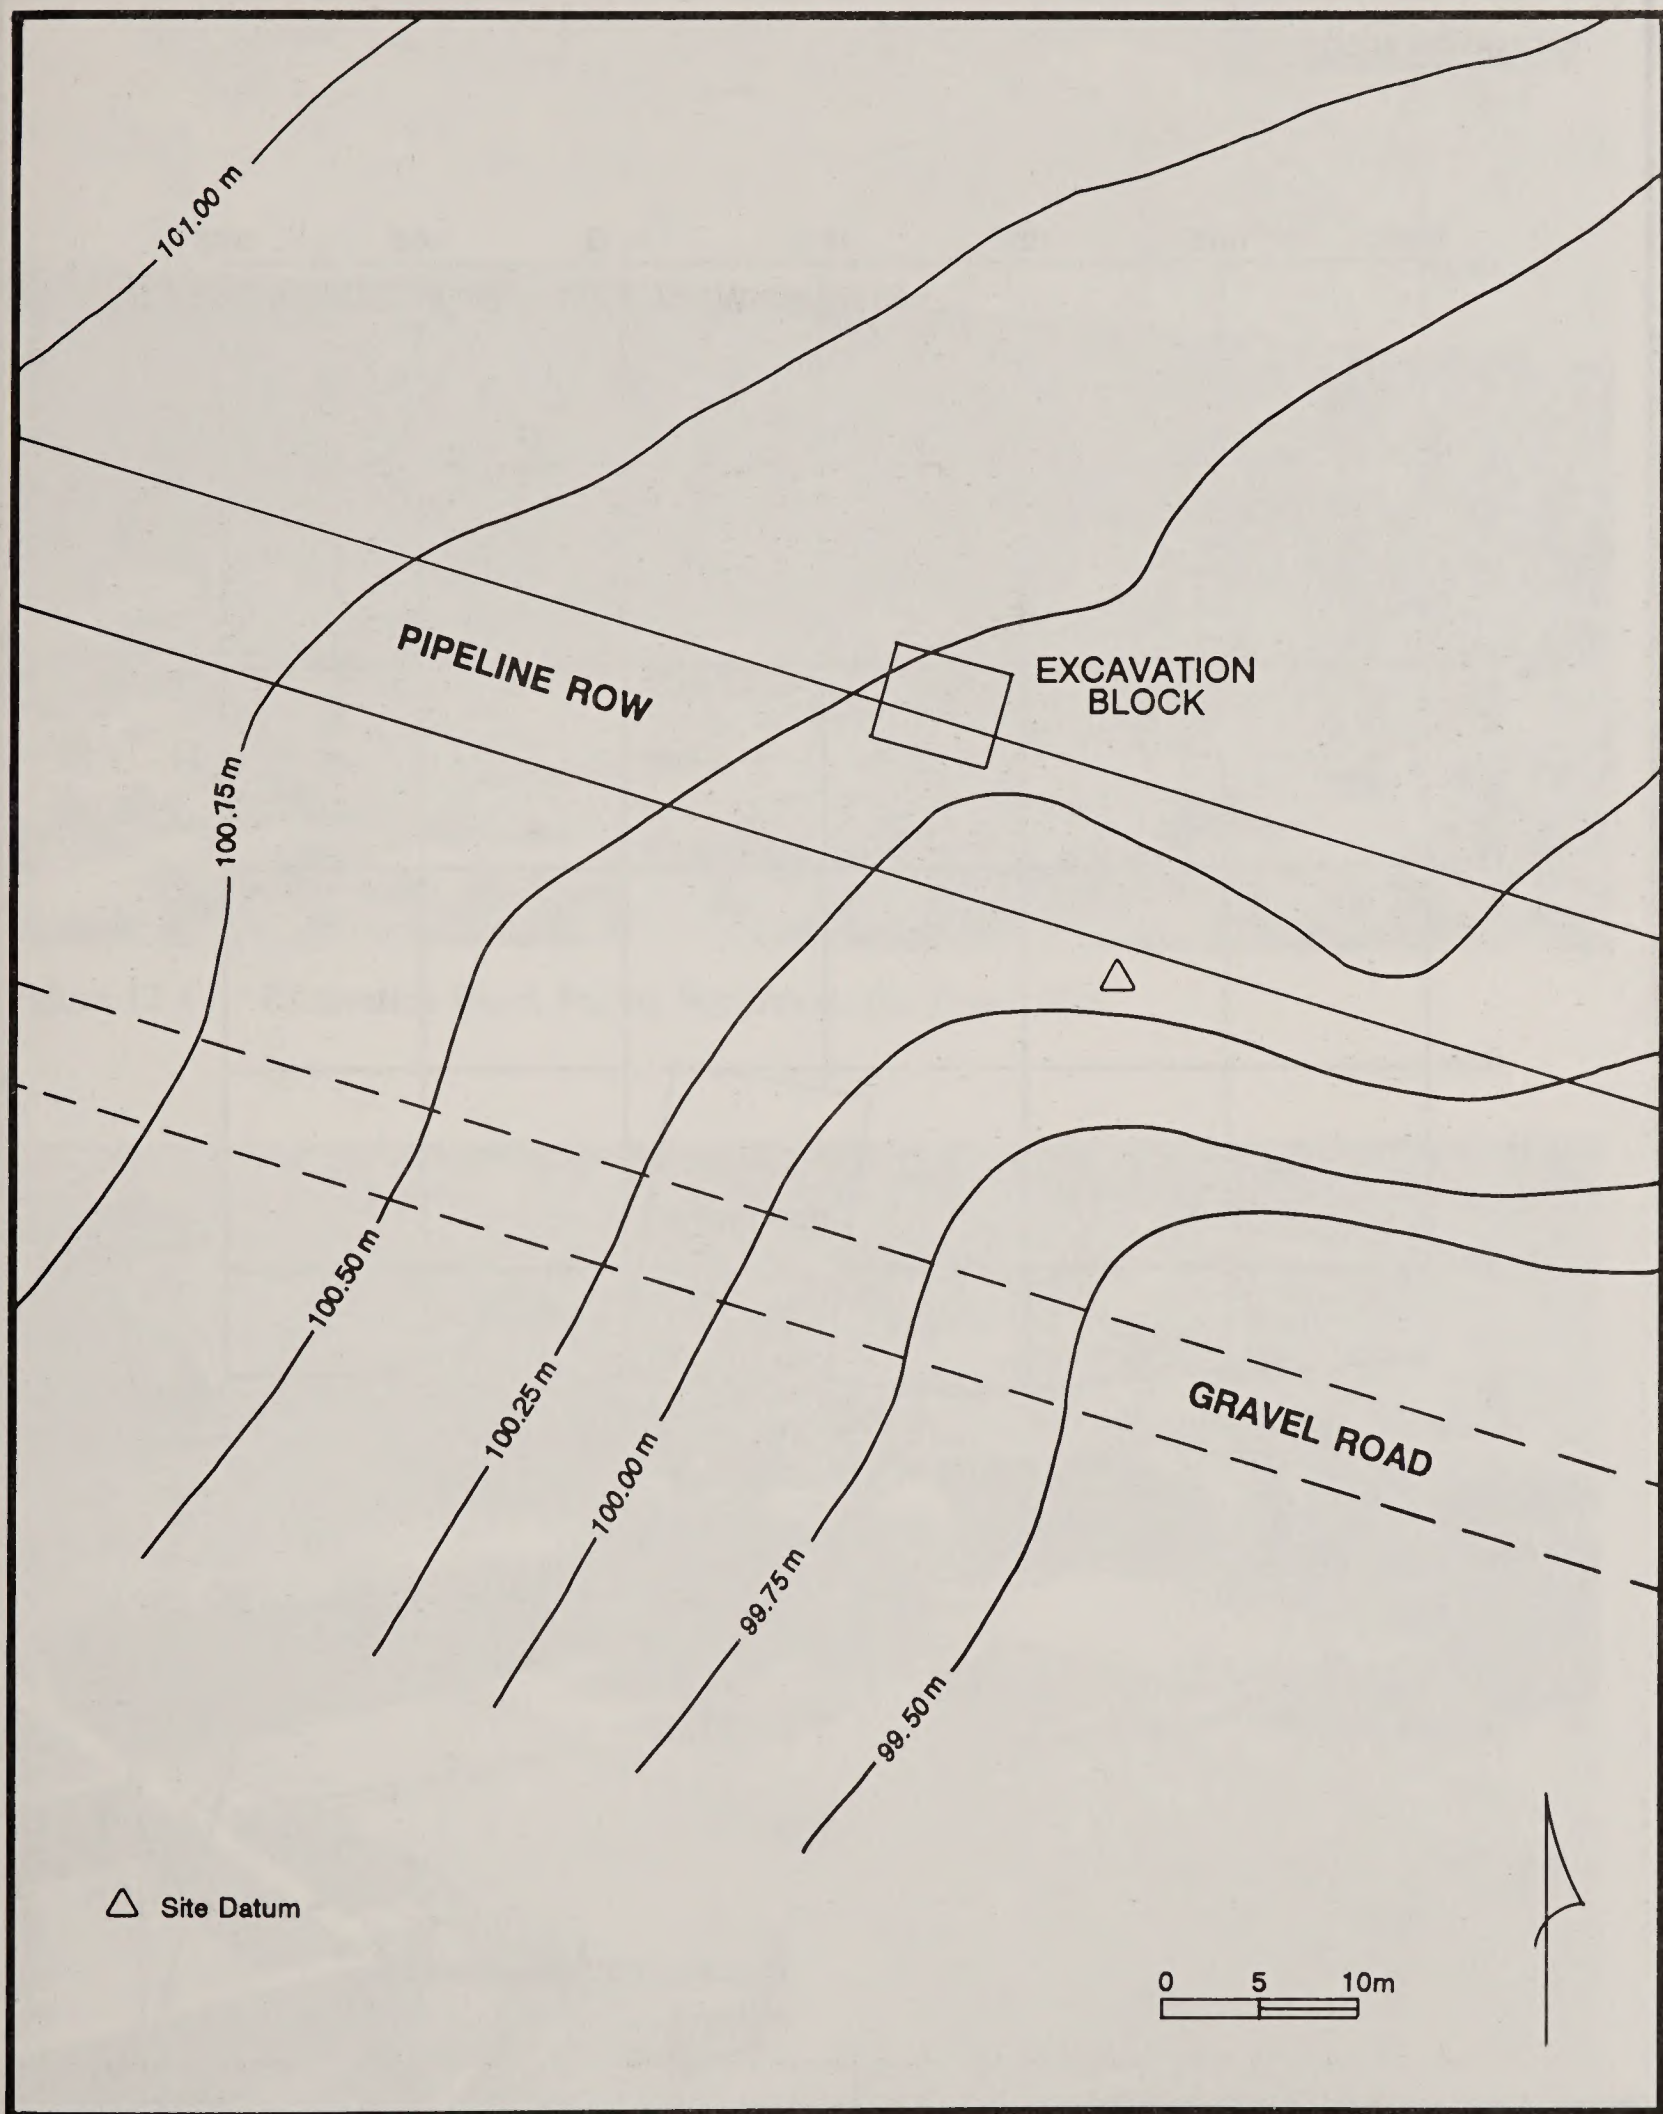 101.00 m
PIPELINE ROW
EXCAVATION
BLOCK
100.75 m
100.50 m
100.25 m
100.00 m
99.75 m
99.50 m
GRAVEL ROAD
Site Datum
0 5 10m